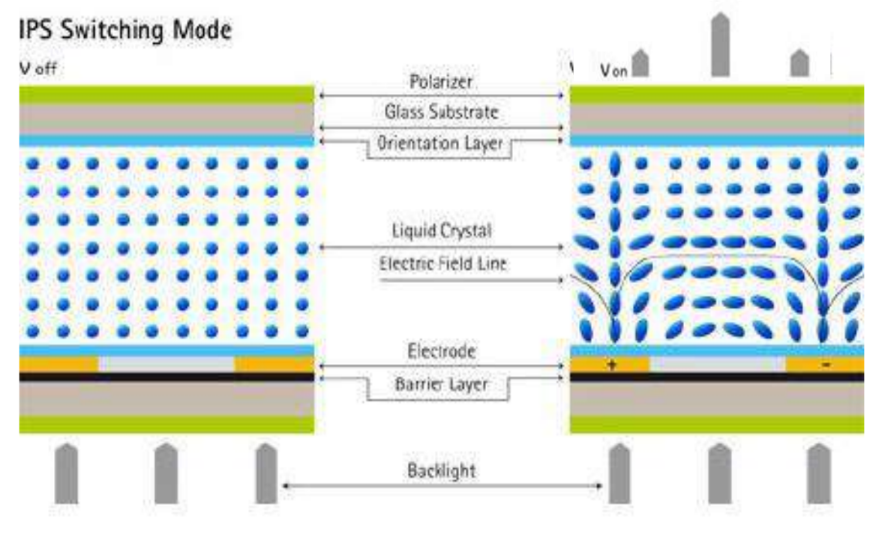 IPS Switching Mode
V off
V on
Polarizer
Glass Substrate
Orientation Layer
Liquid Crystal
Electric Field Line
Electrode
+
-
Barrier Layer
Backlight